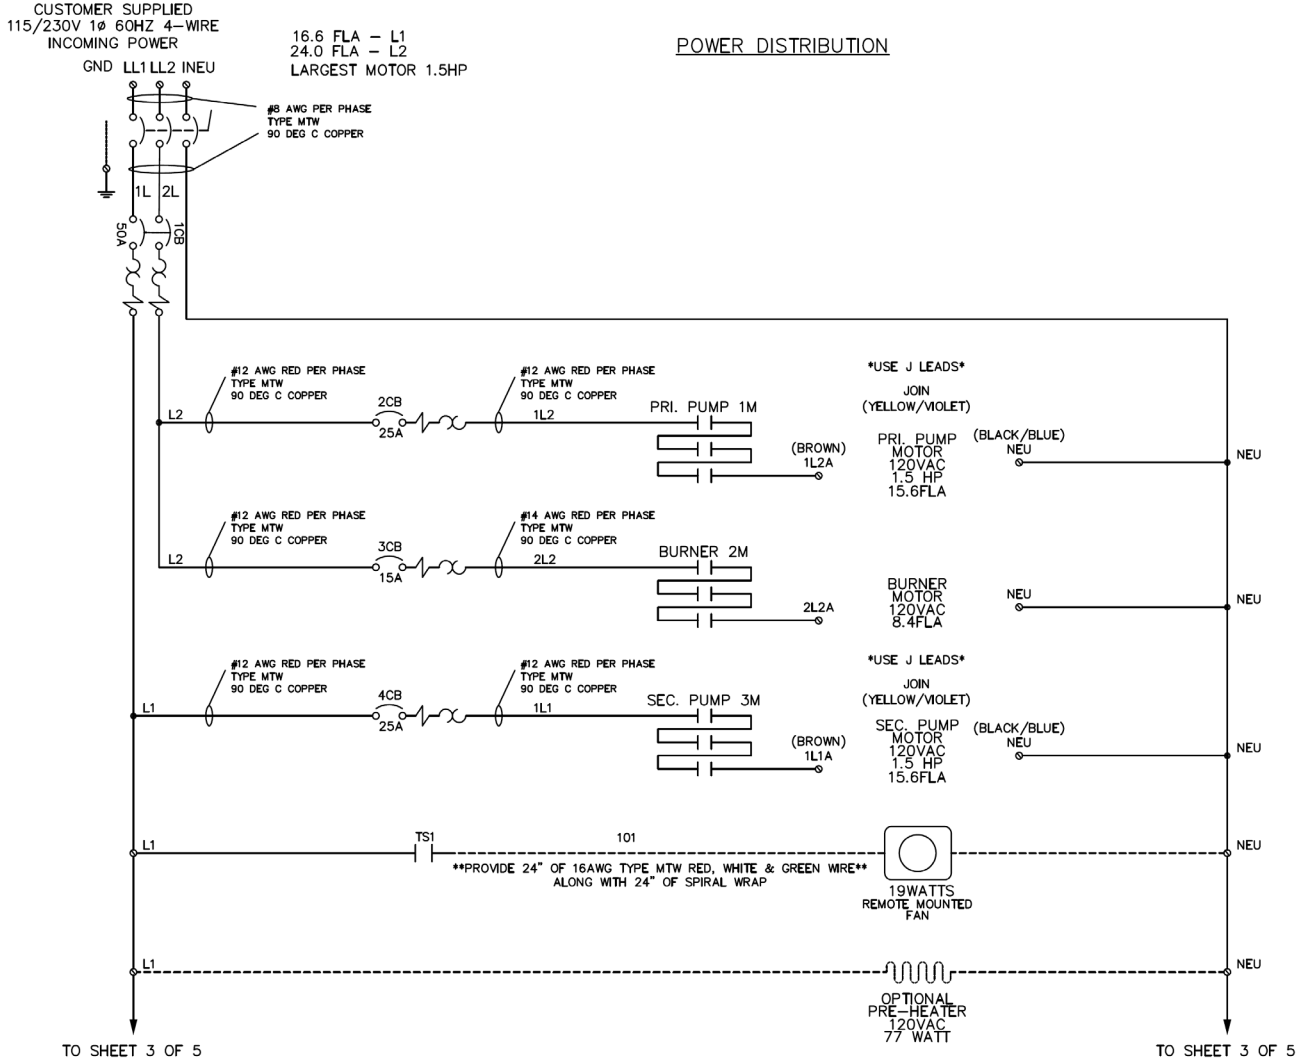 CUSTOMER SUPPLIED
115/230V 1ø 60HZ 4-WIRE
INCOMING POWER
GND LL1 LL2 INEU
16.6 FLA - L1
24.0 FLA - L2
LARGEST MOTOR 1.5HP
POWER DISTRIBUTION
#8 AWG PER PHASE
TYPE MTW
90 DEG C COPPER
1L 2L
50A
1CB
#12 AWG RED PER PHASE
TYPE MTW
90 DEG C COPPER
L2
2CB
25A
#12 AWG RED PER PHASE
TYPE MTW
90 DEG C COPPER
1L2
PRI. PUMP 1M
(BROWN)
1L2A
*USE J LEADS*
JOIN
(YELLOW/VIOLET)
PRI. PUMP
MOTOR
120VAC
1.5 HP
15.6FLA
(BLACK/BLUE)
NEU
NEU
#12 AWG RED PER PHASE
TYPE MTW
90 DEG C COPPER
L2
3CB
15A
#14 AWG RED PER PHASE
TYPE MTW
90 DEG C COPPER
2L2
BURNER 2M
2L2A
BURNER
MOTOR
120VAC
8.4FLA
NEU
NEU
#12 AWG RED PER PHASE
TYPE MTW
90 DEG C COPPER
L1
4CB
25A
#12 AWG RED PER PHASE
TYPE MTW
90 DEG C COPPER
1L1
SEC. PUMP 3M
(BROWN)
1L1A
*USE J LEADS*
JOIN
(YELLOW/VIOLET)
SEC. PUMP
MOTOR
120VAC
1.5 HP
15.6FLA
(BLACK/BLUE)
NEU
NEU
L1
TS1
101
**PROVIDE 24" OF 16AWG TYPE MTW RED, WHITE & GREEN WIRE**
ALONG WITH 24" OF SPIRAL WRAP
19WATTS
REMOTE MOUNTED
FAN
NEU
L1
OPTIONAL
PRE-HEATER
120VAC
77 WATT
NEU
TO SHEET 3 OF 5
TO SHEET 3 OF 5